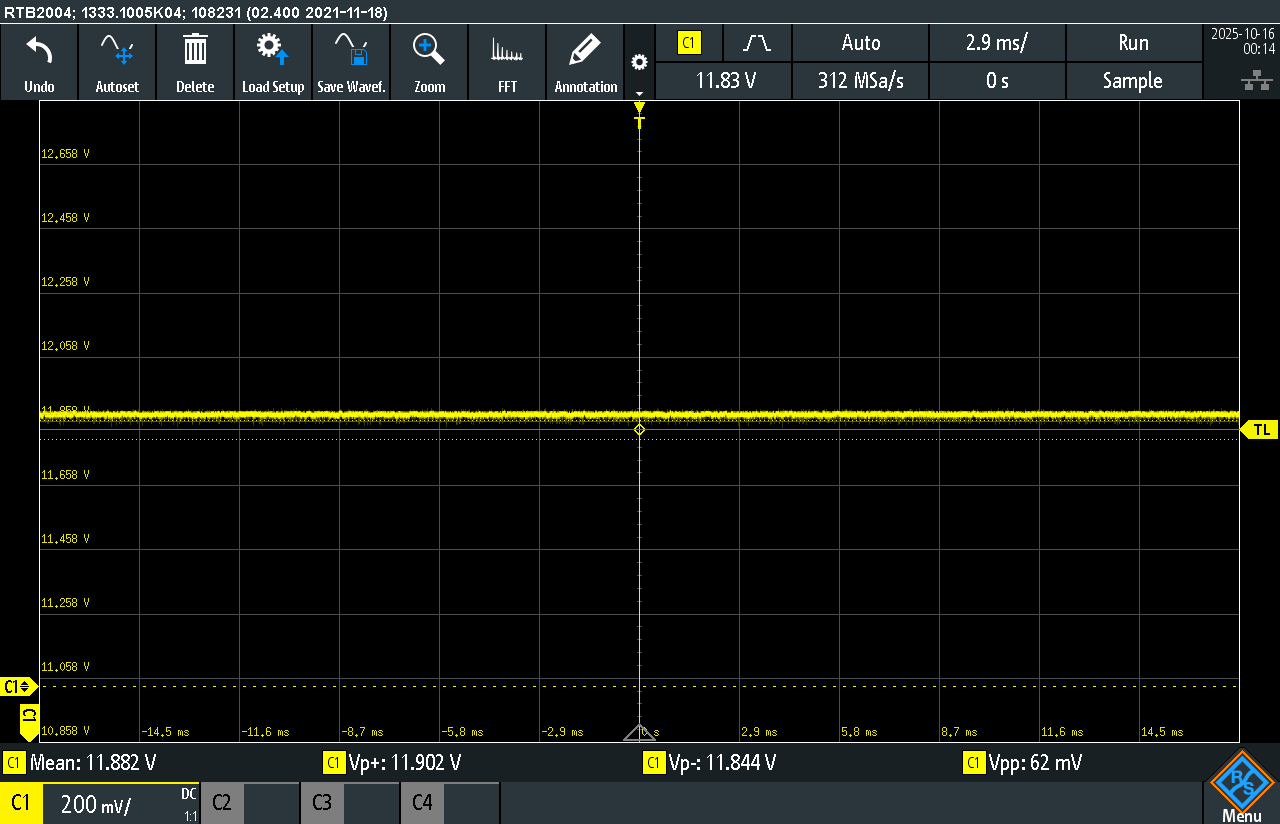 RTB2004; 1333.1005K04; 108231 (02.400 2021-11-18)
Undo
Autoset
Delete
Load Setup
Save Wavef.
Zoom
FFT
Annotation
C1
Auto
2.9 ms/
Run
2025-10-16
00:14
11.83 V
312 MSa/s
0 s
Sample
T
12.658 V
12.458 V
12.258 V
12.058 V
11.858 V
TL
11.658 V
11.458 V
11.258 V
11.058 V
C1
C1
10.858 V
-14.5 ms
-11.6 ms
-8.7 ms
-5.8 ms
-2.9 ms
0 s
2.9 ms
5.8 ms
8.7 ms
11.6 ms
14.5 ms
C1 Mean: 11.882 V
C1 Vp+: 11.902 V
C1 Vp-: 11.844 V
C1 Vpp: 62 mV
C1
200 mV/
DC
1:1
C2
C3
C4
R S
Menu